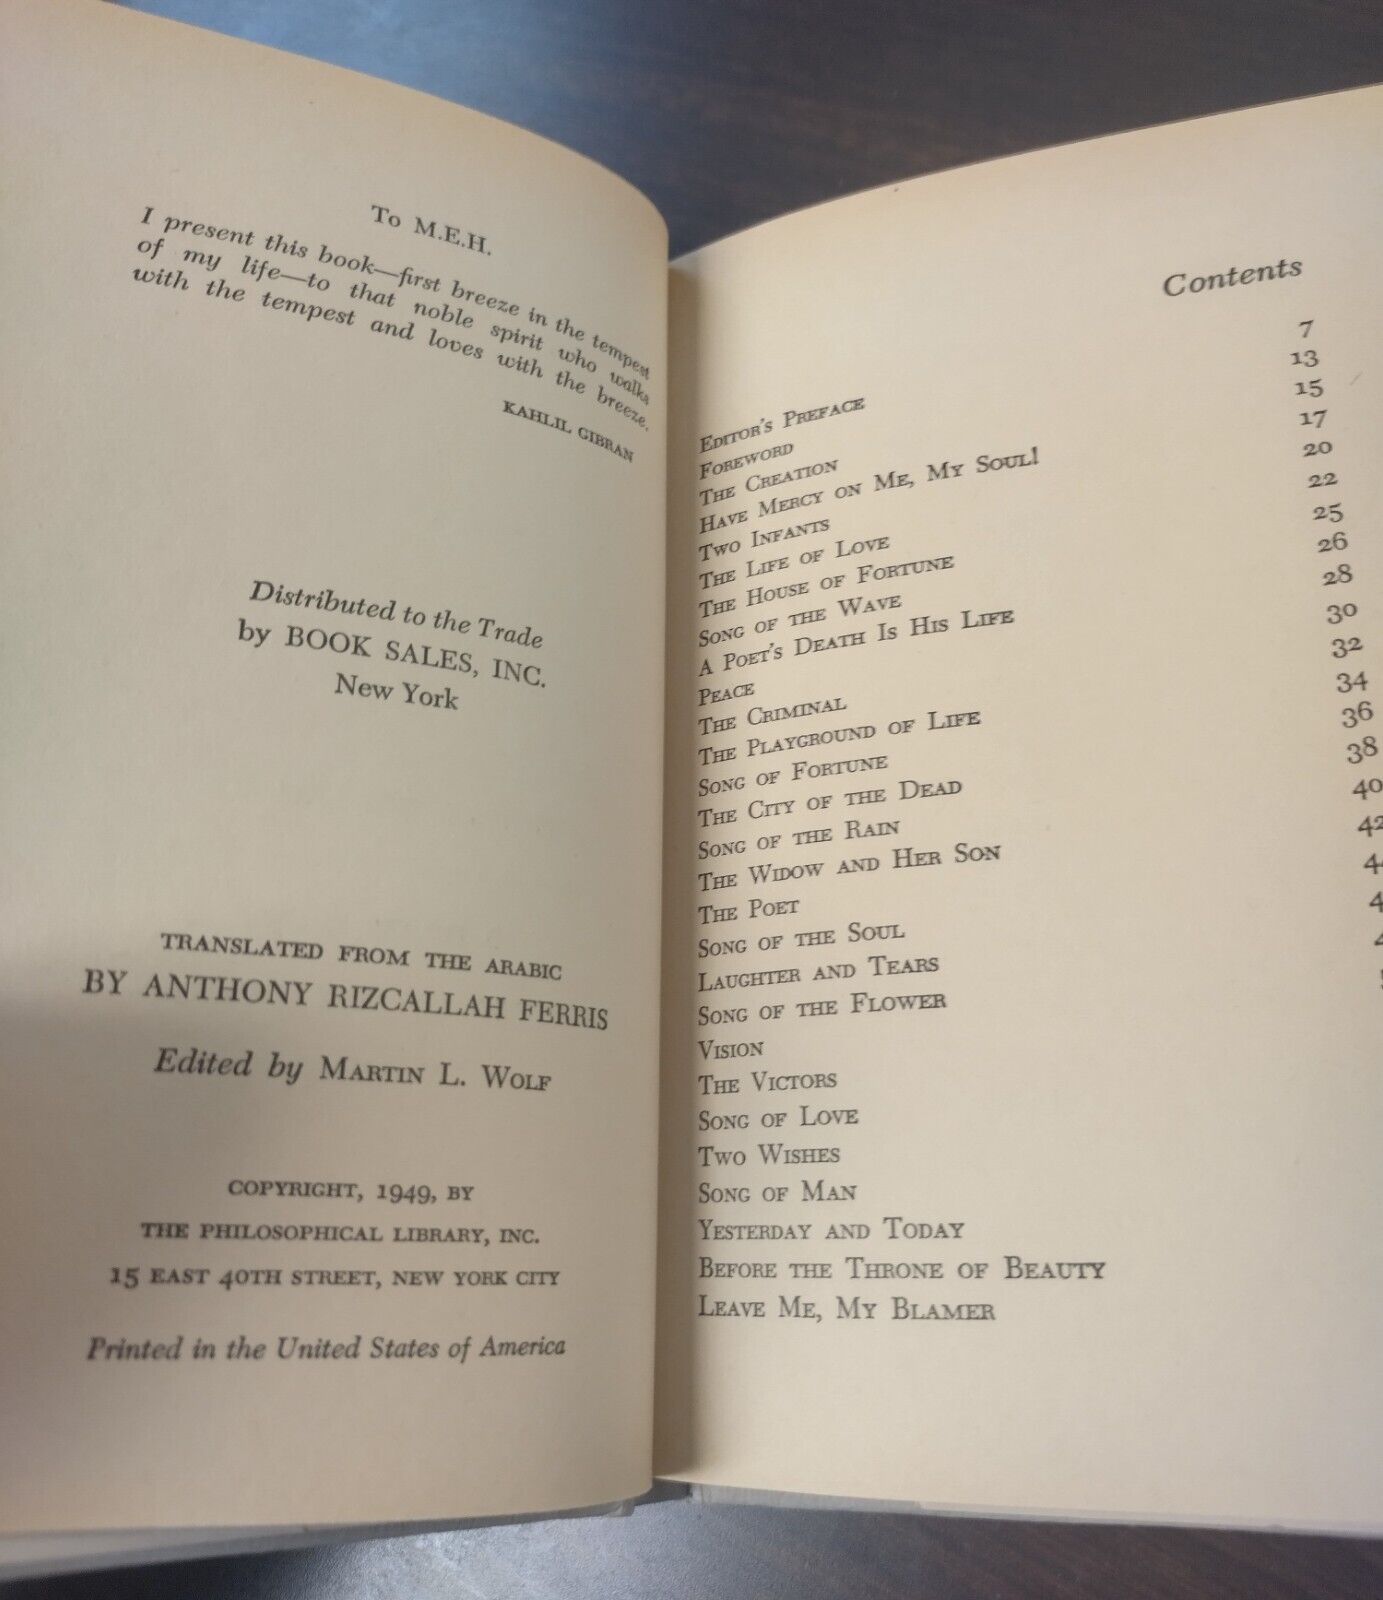 To M.E.H.
I present this book—first breeze in the tempest
of my life—to that noble spirit who walks
with the tempest and loves with the breeze.
KAHLIL GIBRAN
Distributed to the Trade
by BOOK SALES, INC.
New York
TRANSLATED FROM THE ARABIC
BY ANTHONY RIZCALLAH FERRIS
Edited by MARTIN L. WOLF
COPYRIGHT, 1949, BY
THE PHILOSOPHICAL LIBRARY, INC.
15 EAST 40TH STREET, NEW YORK CITY
Printed in the United States of America
Contents
EDITOR'S PREFACE 7
FOREWORD 13
THE CREATION 15
HAVE MERCY ON ME, MY SOUL! 17
TWO INFANTS 20
THE LIFE OF LOVE 22
THE HOUSE OF FORTUNE 25
SONG OF THE WAVE 26
A POET'S DEATH IS HIS LIFE 28
PEACE 30
THE CRIMINAL 32
THE PLAYGROUND OF LIFE 34
SONG OF FORTUNE 36
THE CITY OF THE DEAD 38
SONG OF THE RAIN 40
THE WIDOW AND HER SON 42
THE POET
SONG OF THE SOUL
LAUGHTER AND TEARS
SONG OF THE FLOWER
VISION
THE VICTORS
SONG OF LOVE
TWO WISHES
SONG OF MAN
YESTERDAY AND TODAY
BEFORE THE THRONE OF BEAUTY
LEAVE ME, MY BLAMER